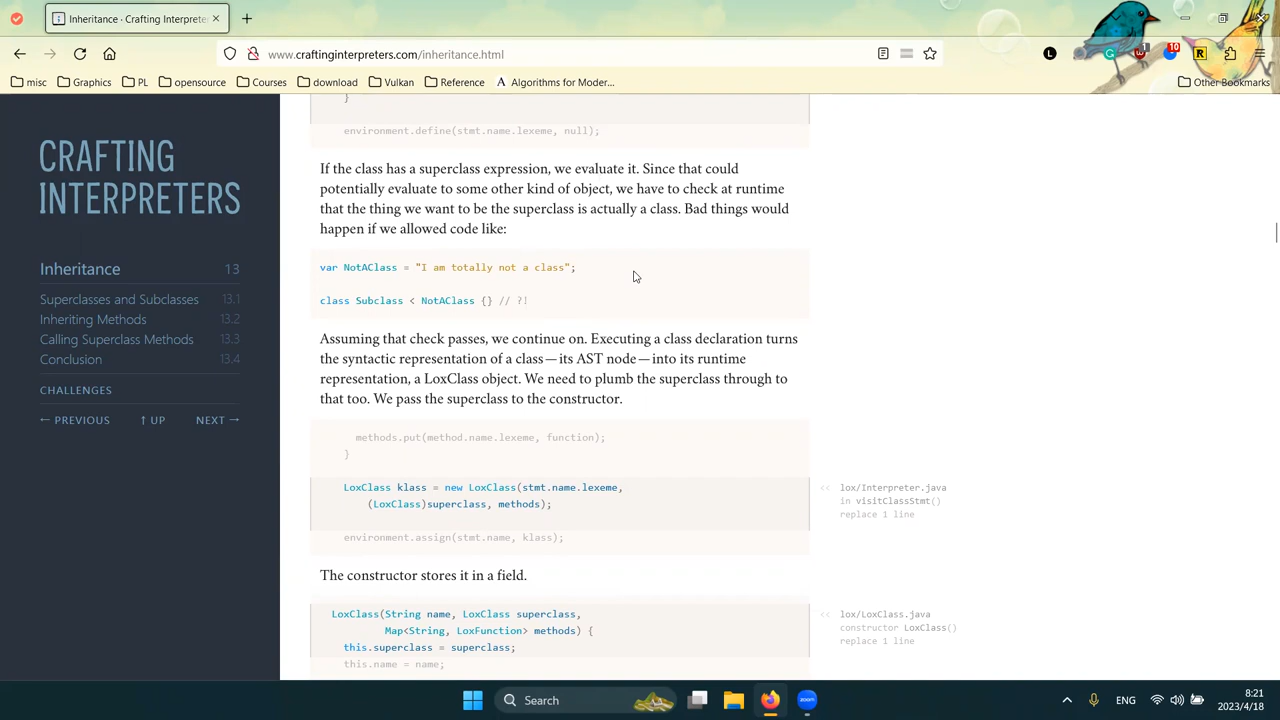 Inheritance - Crafting Interpreter
www.craftinginterpreters.com/inheritance.html
L
1
10
R
misc
Graphics
PL
opensource
Courses
download
Vulkan
Reference
A Algorithms for Moder...
Other Bookmarks
CRAFTING
INTERPRETERS
Inheritance 13
Superclasses and Subclasses 13.1
Inheriting Methods 13.2
Calling Superclass Methods 13.3
Conclusion 13.4
CHALLENGES
← PREVIOUS ↑ UP NEXT →
}
environment.define(stmt.name.lexeme, null);
If the class has a superclass expression, we evaluate it. Since that could
potentially evaluate to some other kind of object, we have to check at runtime
that the thing we want to be the superclass is actually a class. Bad things would
happen if we allowed code like:
var NotAClass = "I am totally not a class";
class Subclass < NotAClass {} // ?!
Assuming that check passes, we continue on. Executing a class declaration turns
the syntactic representation of a class—its AST node—into its runtime
representation, a LoxClass object. We need to plumb the superclass through to
that too. We pass the superclass to the constructor.
methods.put(method.name.lexeme, function);
}
LoxClass klass = new LoxClass(stmt.name.lexeme,
(LoxClass)superclass, methods);
environment.assign(stmt.name, klass);
<< lox/Interpreter.java
in visitClassStmt()
replace 1 line
The constructor stores it in a field.
LoxClass(String name, LoxClass superclass,
Map<String, LoxFunction> methods) {
this.superclass = superclass;
this.name = name;
<< lox/LoxClass.java
constructor LoxClass()
replace 1 line
Search
zoom
ENG
8:21
2023/4/18